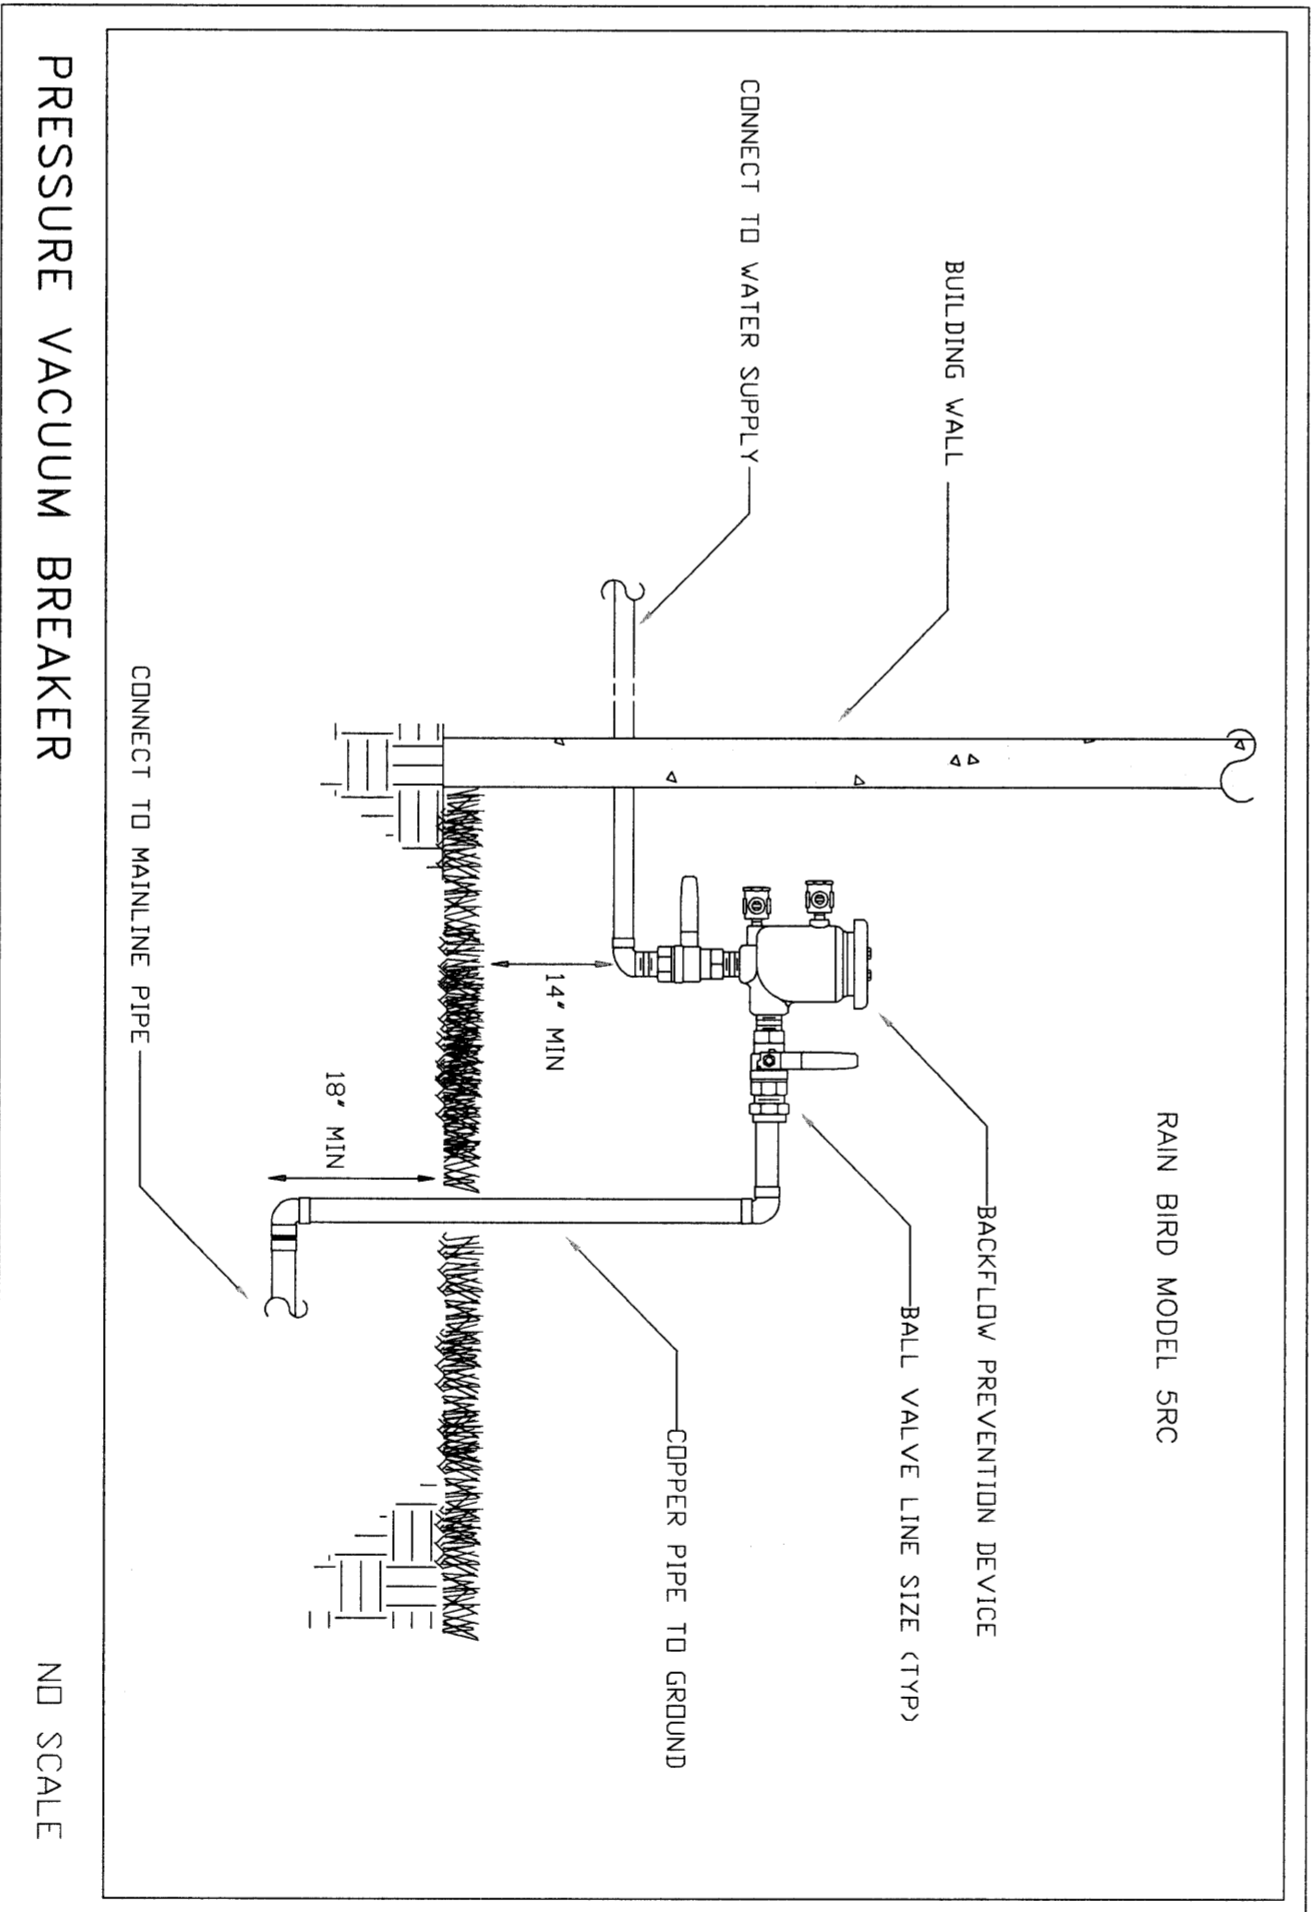 RAIN BIRD MODEL 5RC
BACKFLOW PREVENTION DEVICE
BUILDING WALL
BALL VALVE LINE SIZE (TYP)
CONNECT TO WATER SUPPLY
COPPER PIPE TO GROUND
14" MIN
18" MIN
CONNECT TO MAINLINE PIPE
PRESSURE VACUUM BREAKER
NO SCALE